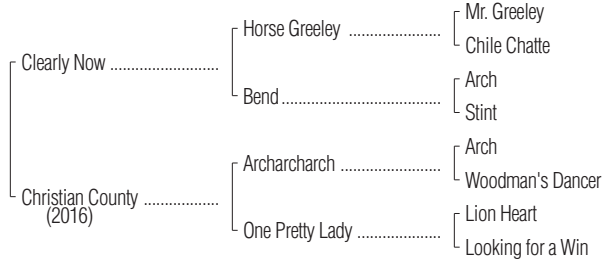 Mr. Greeley
Horse Greeley ....................
Chile Chatte
Clearly Now ........................
Arch
Bend...................................
Stint
Arch
Archarcharch ......................
Woodman's Dancer
Christian County ................
(2016)
Lion Heart
One Pretty Lady ..................
Looking for a Win